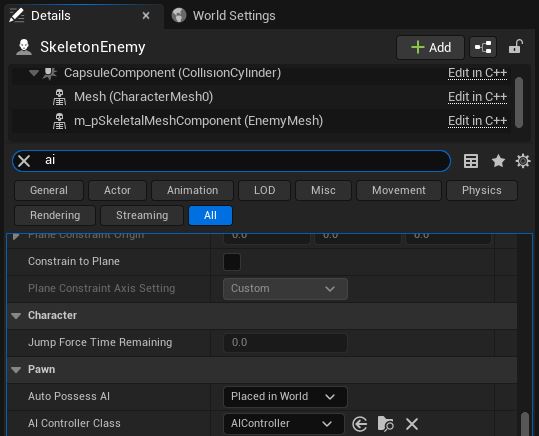 Details
World Settings
SkeletonEnemy
Add
CapsuleComponent (CollisionCylinder) Edit in C++
Mesh (CharacterMesh0) Edit in C++
m_pSkeletalMeshComponent (EnemyMesh) Edit in C++
ai
General Actor Animation LOD Misc Movement Physics
Rendering Streaming All
Plane Constraint Origin 0.0 0.0 0.0
Constrain to Plane
Plane Constraint Axis Setting Custom
Character
Jump Force Time Remaining 0.0
Pawn
Auto Possess AI Placed in World
AI Controller Class AIController